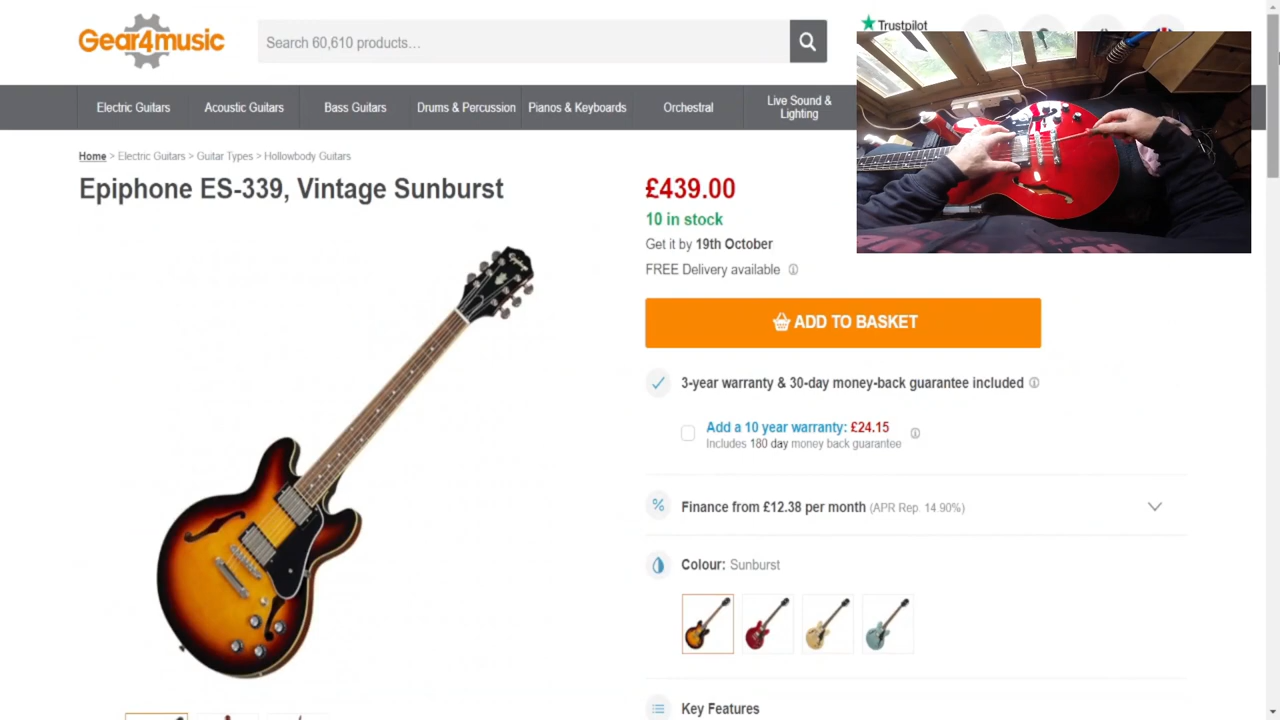 Gear4music
Search 60,610 products...
Trustpilot
Electric Guitars
Acoustic Guitars
Bass Guitars
Drums & Percussion
Pianos & Keyboards
Orchestral
Live Sound &
Lighting
Home > Electric Guitars > Guitar Types > Hollowbody Guitars
Epiphone ES-339, Vintage Sunburst
£439.00
10 in stock
Get it by 19th October
FREE Delivery available
ADD TO BASKET
3-year warranty & 30-day money-back guarantee included
Add a 10 year warranty: £24.15
Includes 180 day money back guarantee
Finance from £12.38 per month (APR Rep. 14.90%)
Colour: Sunburst
Key Features
Epiphone